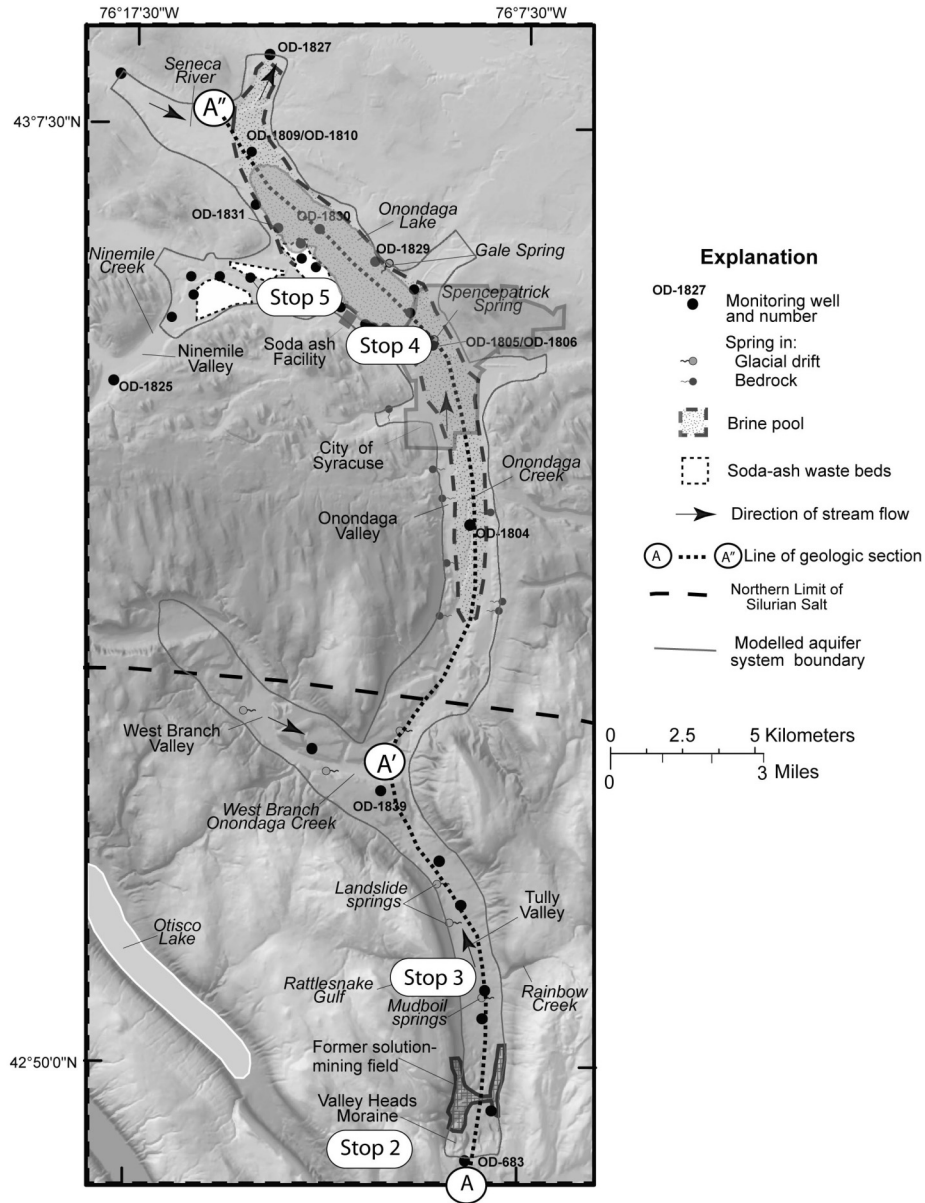 76°17'30"W
76°7'30"W
OD-1827
Seneca
River
A"
43°7'30"N
OD-1809/OD-1810
Onondaga
Lake
OD-1831
OD-1830
OD-1829
Gale Spring
Ninemile
Creek
Stop 5
Spencepatrick
Spring
Soda ash
Facility
Stop 4
OD-1805/OD-1806
Ninemile
Valley
OD-1825
City of
Syracuse
Onondaga
Creek
Onondaga
Valley
OD-1804
West Branch
Valley
A'
OD-1839
West Branch
Onondaga Creek
Landslide
springs
Tully
Valley
Otisco
Lake
Rattlesnake
Gulf
Stop 3
Mudboil
springs
Rainbow
Creek
Former solution-
mining field
42°50'0"N
Valley Heads
Moraine
Stop 2
OD-683
A
Explanation
OD-1827
Monitoring well
and number
Spring in:
Glacial drift
Bedrock
Brine pool
Soda-ash waste beds
Direction of stream flow
A A" Line of geologic section
Northern Limit of
Silurian Salt
Modelled aquifer
system boundary
0 2.5 5 Kilometers
0 3 Miles